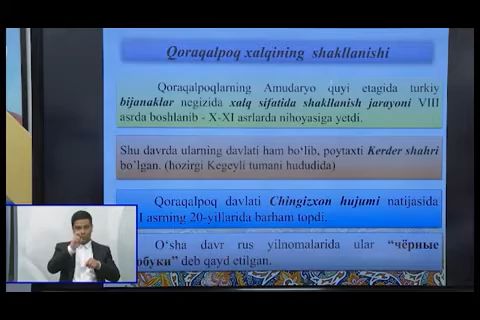 Qoraqalpoq xalqining shakllanishi
Qoraqalpoqlarning Amudaryo quyi etagida turkiy
bijanaklar negizida xalq sifatida shakllanish jarayoni VIII
asrda boshlanib - X-XI asrlarda nihoyasiga yetdi.
Shu davrda ularning davlati ham bo‘lib, poytaxti Kerder shahri
bo’lgan. (hozirgi Kegeyli tumani hududida)
Qoraqalpoq davlati Chingizxon hujumi natijasida
I asrning 20-yillarida barham topdi.
O‘sha davr rus yilnomalarida ular “чёрные
буки” deb qayd etilgan.